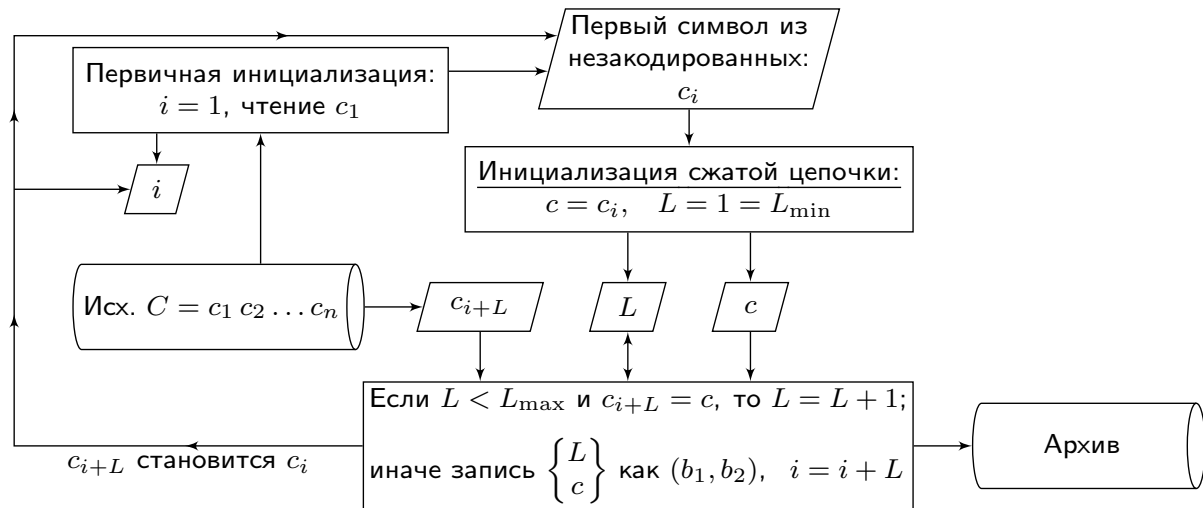 Первый символ из
незакодированных:
c_i
Первичная инициализация:
i = 1, чтение c_1
i
Инициализация сжатой цепочки:
c = c_i, L = 1 = L_min
Исх. C = c_1 c_2 … c_n
c_{i+L}
L
c
Если L < L_max и c_{i+L} = c, то L = L + 1;
иначе запись {L c} как (b_1, b_2), i = i + L
Архив
c_{i+L} становится c_i